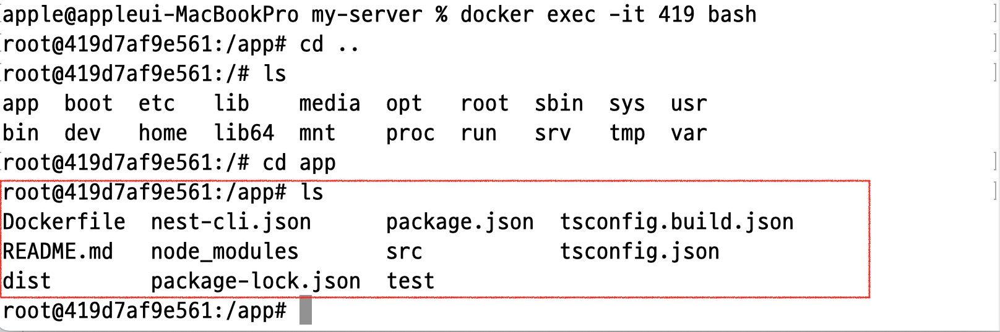 apple@appleui-MacBookPro my-server % docker exec -it 419 bash
root@419d7af9e561:/app# cd ..
root@419d7af9e561:/# ls
app  boot  etc   lib    media  opt   root  sbin  sys  usr
bin  dev   home  lib64  mnt    proc  run   srv   tmp  var
root@419d7af9e561:/# cd app
root@419d7af9e561:/app# ls
Dockerfile  nest-cli.json      package.json  tsconfig.build.json
README.md   node_modules       src           tsconfig.json
dist        package-lock.json  test
root@419d7af9e561:/app#